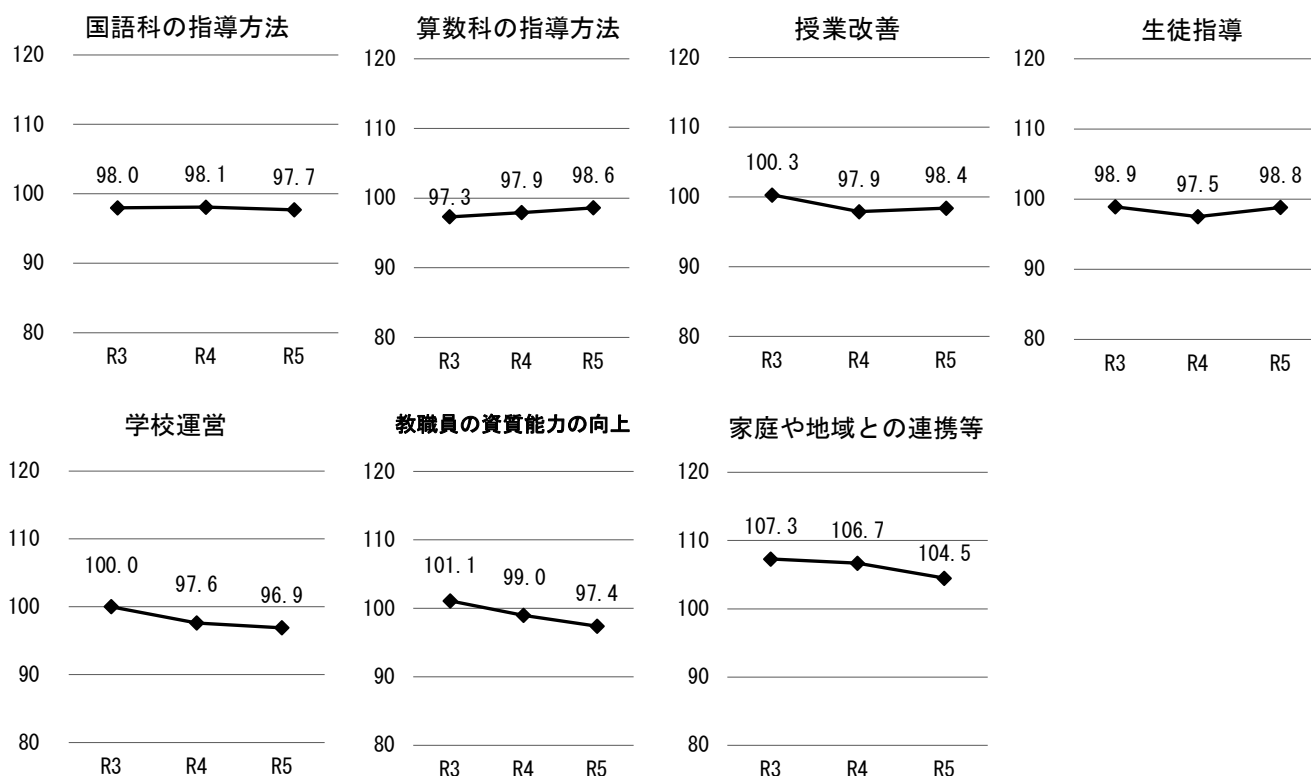 国語科の指導方法
120
110
100
90
80
98.0
98.1
97.7
R3
R4
R5
算数科の指導方法
120
110
100
90
80
97.3
97.9
98.6
R3
R4
R5
授業改善
120
110
100
90
80
100.3
97.9
98.4
R3
R4
R5
生徒指導
120
110
100
90
80
98.9
97.5
98.8
R3
R4
R5
学校運営
120
110
100
90
80
100.0
97.6
96.9
R3
R4
R5
教職員の資質能力の向上
120
110
100
90
80
101.1
99.0
97.4
R3
R4
R5
家庭や地域との連携等
120
110
100
90
80
107.3
106.7
104.5
R3
R4
R5